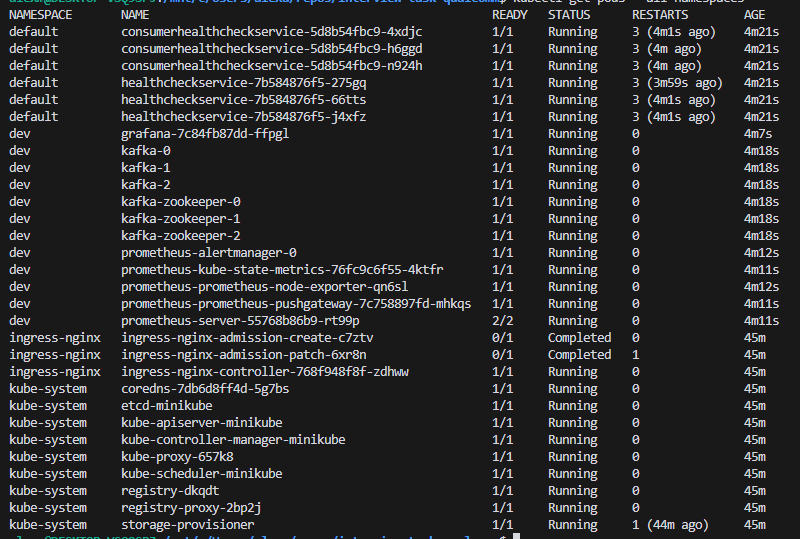 kubectl get pods --all-namespaces
NAMESPACE NAME READY STATUS RESTARTS AGE
default consumerhealthcheckservice-5d8b54fbc9-4xdjc 1/1 Running 3 (4m1s ago) 4m21s
default consumerhealthcheckservice-5d8b54fbc9-h6ggd 1/1 Running 3 (4m ago) 4m21s
default consumerhealthcheckservice-5d8b54fbc9-n924h 1/1 Running 3 (4m ago) 4m21s
default healthcheckservice-7b584876f5-275gq 1/1 Running 3 (3m59s ago) 4m21s
default healthcheckservice-7b584876f5-66tts 1/1 Running 3 (4m1s ago) 4m21s
default healthcheckservice-7b584876f5-j4xfz 1/1 Running 3 (4m1s ago) 4m21s
dev grafana-7c84fb87dd-ffpgl 1/1 Running 0 4m7s
dev kafka-0 1/1 Running 0 4m18s
dev kafka-1 1/1 Running 0 4m18s
dev kafka-2 1/1 Running 0 4m18s
dev kafka-zookeeper-0 1/1 Running 0 4m18s
dev kafka-zookeeper-1 1/1 Running 0 4m18s
dev kafka-zookeeper-2 1/1 Running 0 4m18s
dev prometheus-alertmanager-0 1/1 Running 0 4m12s
dev prometheus-kube-state-metrics-76fc9c6f55-4ktfr 1/1 Running 0 4m11s
dev prometheus-prometheus-node-exporter-qn6sl 1/1 Running 0 4m12s
dev prometheus-prometheus-pushgateway-7c758897fd-mhkqs 1/1 Running 0 4m11s
dev prometheus-server-55768b86b9-rt99p 2/2 Running 0 4m11s
ingress-nginx ingress-nginx-admission-create-c7ztv 0/1 Completed 0 45m
ingress-nginx ingress-nginx-admission-patch-6xr8n 0/1 Completed 1 45m
ingress-nginx ingress-nginx-controller-768f948f8f-zdhww 1/1 Running 0 45m
kube-system coredns-7db6d8ff4d-5g7bs 1/1 Running 0 45m
kube-system etcd-minikube 1/1 Running 0 45m
kube-system kube-apiserver-minikube 1/1 Running 0 45m
kube-system kube-controller-manager-minikube 1/1 Running 0 45m
kube-system kube-proxy-657k8 1/1 Running 0 45m
kube-system kube-scheduler-minikube 1/1 Running 0 45m
kube-system registry-dkqdt 1/1 Running 0 45m
kube-system registry-proxy-2bp2j 1/1 Running 0 45m
kube-system storage-provisioner 1/1 Running 1 (44m ago) 45m